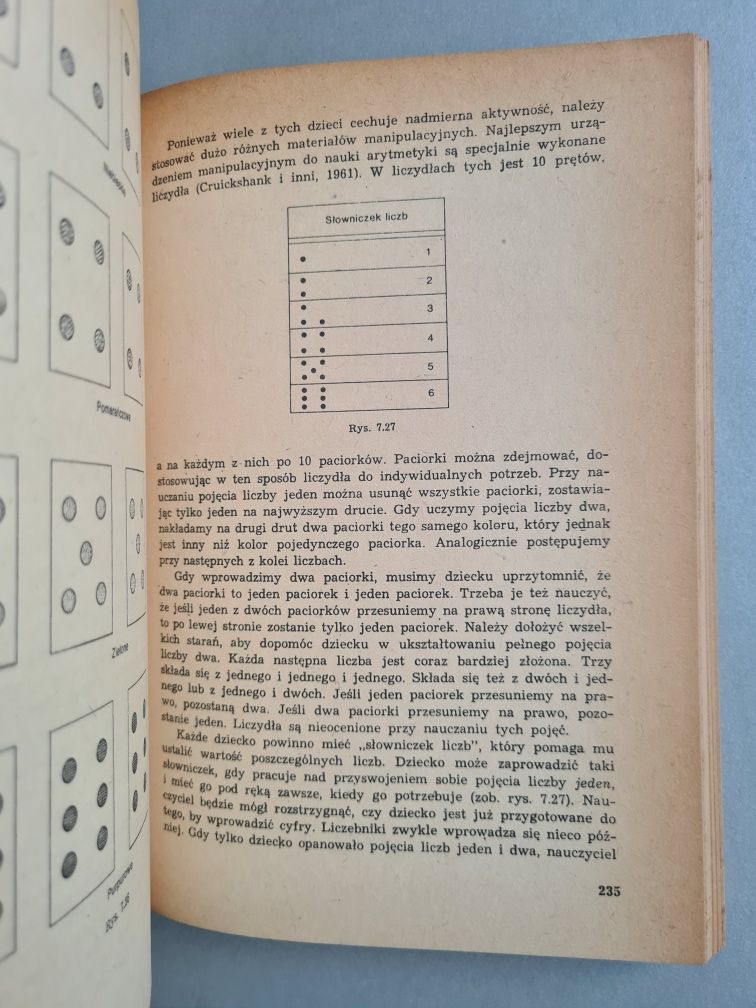 Pomarańczowe
Zielone
Purpurowe
Rys. 7.26
Ponieważ wiele z tych dzieci cechuje nadmierna aktywność, należy
stosować dużo różnych materiałów manipulacyjnych. Najlepszym urzą-
dzeniem manipulacyjnym do nauki arytmetyki są specjalnie wykonane
liczydła (Cruickshank i inni, 1961). W liczydłach tych jest 10 prętów,
Słowniczek liczb
1
2
3
4
5
6
Rys. 7.27
a na każdym z nich po 10 paciorków. Paciorki można zdejmować, do-
stosowując w ten sposób liczydła do indywidualnych potrzeb. Przy na-
uczaniu pojęcia liczby jeden można usunąć wszystkie paciorki, zostawia-
jąc tylko jeden na najwyższym drucie. Gdy uczymy pojęcia liczby dwa,
nakładamy na drugi drut dwa paciorki tego samego koloru, który jednak
jest inny niż kolor pojedynczego paciorka. Analogicznie postępujemy
przy następnych z kolei liczbach.
Gdy wprowadzimy dwa paciorki, musimy dziecku uprzytomnić, że
dwa paciorki to jeden paciorek i jeden paciorek. Trzeba je też nauczyć,
że jeśli jeden z dwóch paciorków przesuniemy na prawą stronę liczydła,
to po lewej stronie zostanie tylko jeden paciorek. Należy dołożyć wszel-
kich starań, aby dopomóc dziecku w ukształtowaniu pełnego pojęcia
liczby dwa. Każda następna liczba jest coraz bardziej złożona. Trzy
składa się z jednego i jednego i jednego. Składa się też z dwóch i jed-
nego lub z jednego i dwóch. Jeśli jeden paciorek przesuniemy na pra-
wo, pozostaną dwa. Jeśli dwa paciorki przesuniemy na prawo, pozo-
stanie jeden. Liczydła są nieocenione przy nauczaniu tych pojęć.
Każde dziecko powinno mieć „słowniczek liczb", który pomaga mu
ustalić wartość poszczególnych liczb. Dziecko może zaprowadzić taki
słowniczek, gdy pracuje nad przyswojeniem sobie pojęcia liczby jeden,
i mieć go pod ręką zawsze, kiedy go potrzebuje (zob. rys. 7.27). Nau-
czyciel będzie mógł rozstrzygnąć, czy dziecko jest już przygotowane do
tego, by wprowadzić cyfry. Liczebniki zwykle wprowadza się nieco póź-
niej. Gdy tylko dziecko opanowało pojęcia liczb jeden i dwa, nauczyciel
235